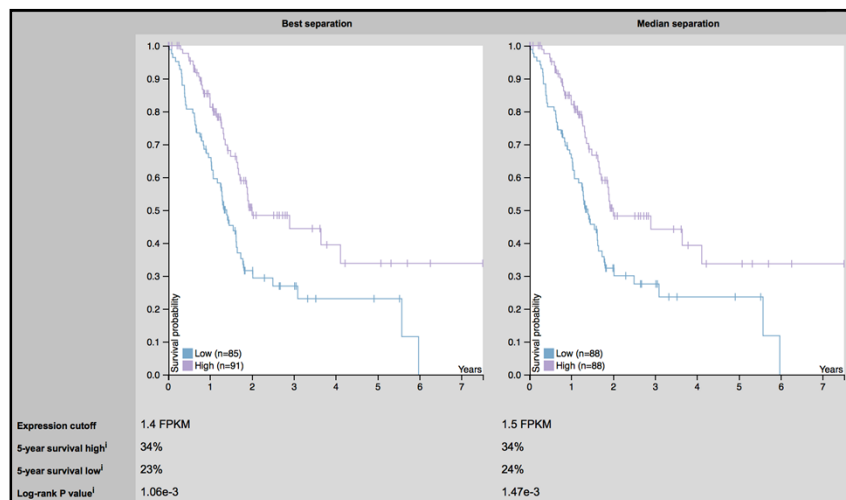 Best separation
Median separation
1.0
0.9
0.8
0.7
0.6
0.5
0.4
0.3
0.2
0.1
0.0
Survival probability
Low (n=85)
High (n=91)
Years
0 1 2 3 4 5 6 7
1.0
0.9
0.8
0.7
0.6
0.5
0.4
0.3
0.2
0.1
0.0
Survival probability
Low (n=88)
High (n=88)
Years
0 1 2 3 4 5 6 7
Expression cutoff 1.4 FPKM 1.5 FPKM
5-year survival highⁱ 34% 34%
5-year survival lowⁱ 23% 24%
Log-rank P valueⁱ 1.06e-3 1.47e-3